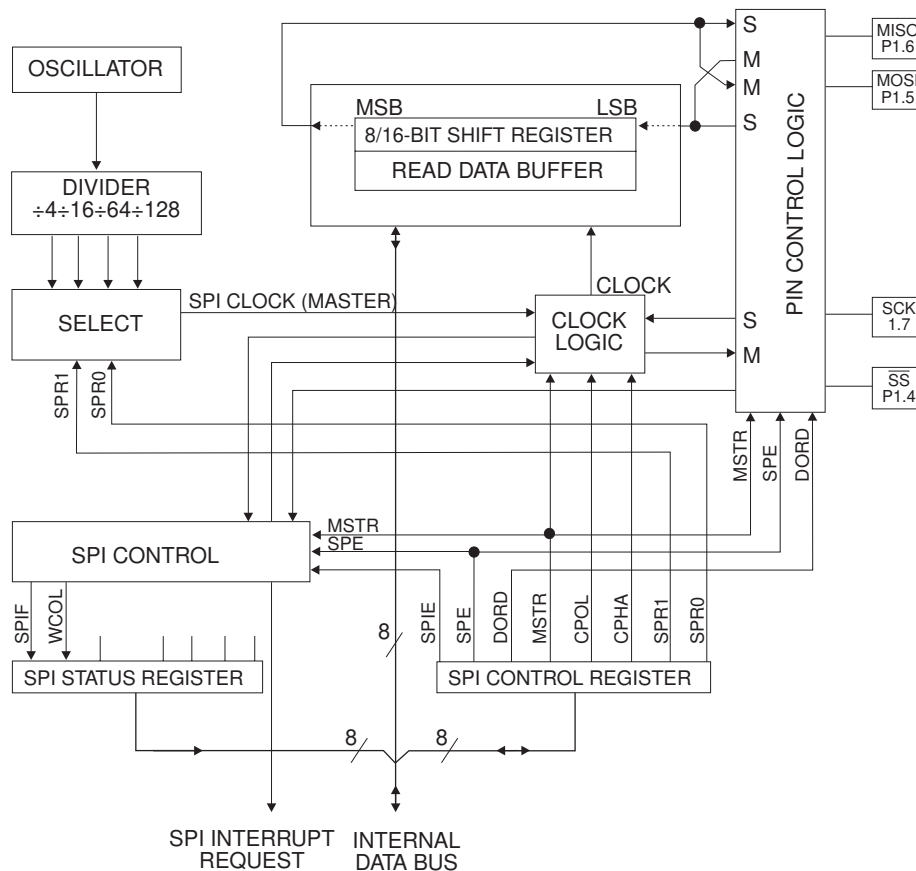 OSCILLATOR
DIVIDER
÷4÷16÷64÷128
SELECT
SPI CLOCK (MASTER)
SPR1
SPR0
MSB
LSB
8/16-BIT SHIFT REGISTER
READ DATA BUFFER
CLOCK
CLOCK
LOGIC
S
M
M
S
S
M
PIN CONTROL LOGIC
MISO
P1.6
MOSI
P1.5
SCK
1.7
SS
P1.4
MSTR
SPE
DORD
SPI CONTROL
MSTR
SPE
SPIF
WCOL
SPI STATUS REGISTER
8
SPIE
SPE
DORD
MSTR
CPOL
CPHA
SPR1
SPR0
SPI CONTROL REGISTER
8
8
SPI INTERRUPT
REQUEST
INTERNAL
DATA BUS